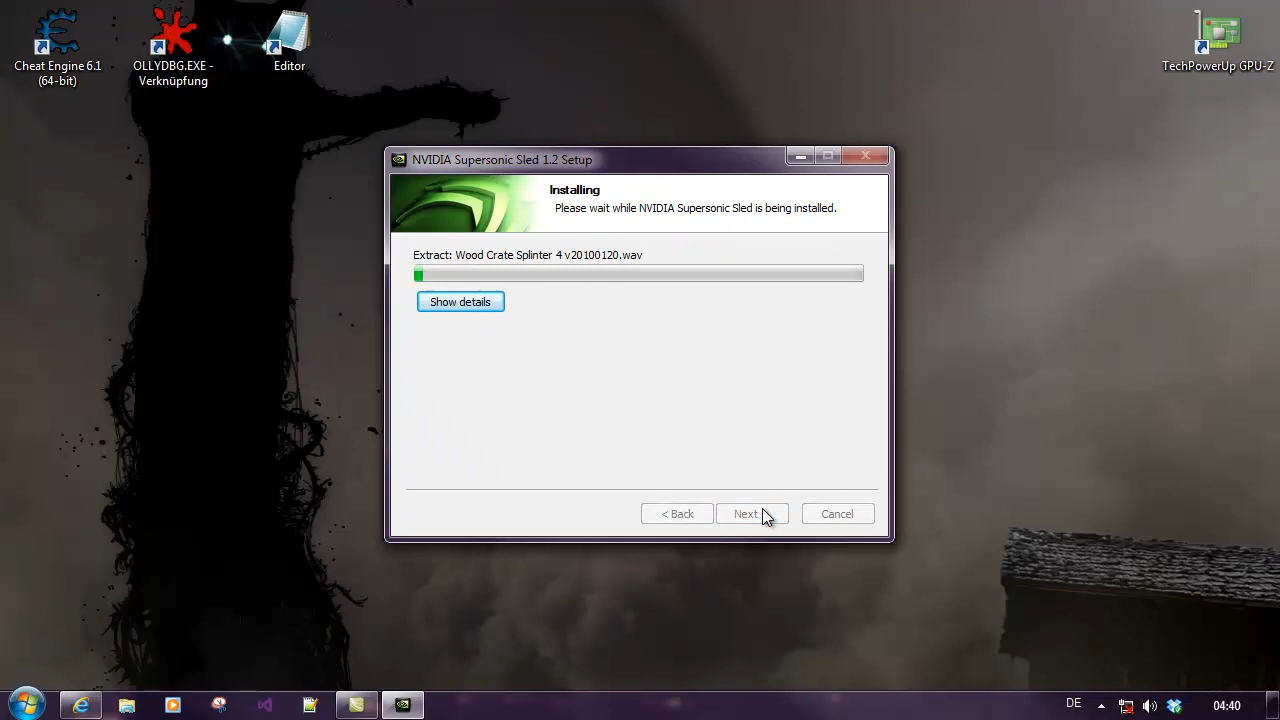 Cheat Engine 6.1
(64-bit)
OLLYDBG.EXE -
Verknüpfung
Editor
TechPowerUp GPU-Z
NVIDIA Supersonic Sled 1.2 Setup
Installing
Please wait while NVIDIA Supersonic Sled is being installed.
Extract: Wood Crate Splinter 4 v20100120.wav
Show details
< Back
Next
Cancel
DE
04:40